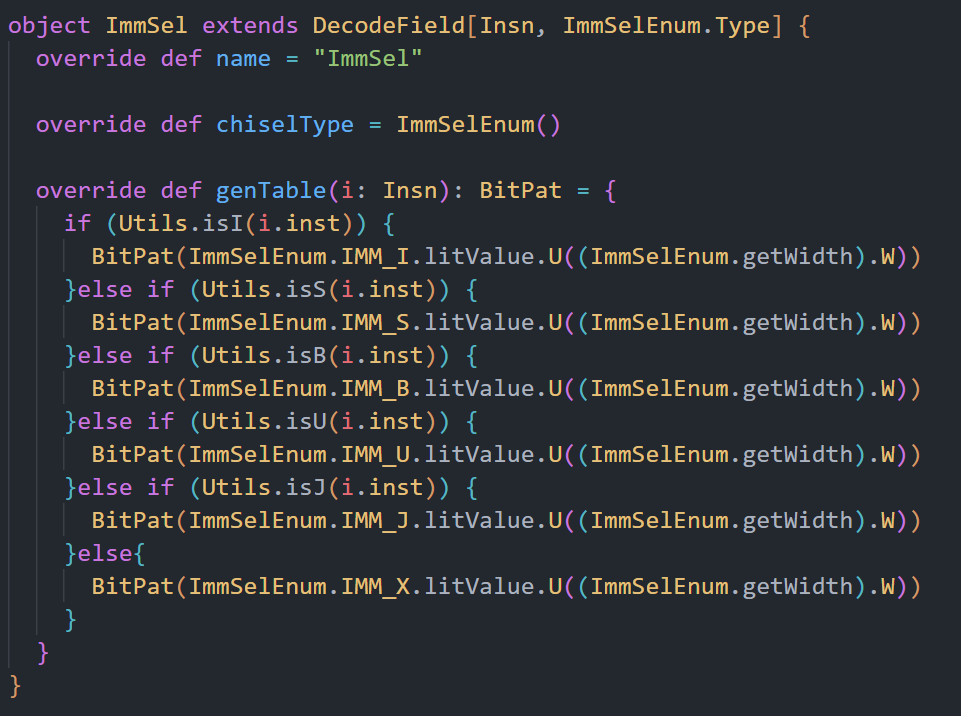 object ImmSel extends DecodeField[Insn, ImmSelEnum.Type] {
  override def name = "ImmSel"

  override def chiselType = ImmSelEnum()

  override def genTable(i: Insn): BitPat = {
    if (Utils.isI(i.inst)) {
      BitPat(ImmSelEnum.IMM_I.litValue.U((ImmSelEnum.getWidth).W))
    }else if (Utils.isS(i.inst)) {
      BitPat(ImmSelEnum.IMM_S.litValue.U((ImmSelEnum.getWidth).W))
    }else if (Utils.isB(i.inst)) {
      BitPat(ImmSelEnum.IMM_B.litValue.U((ImmSelEnum.getWidth).W))
    }else if (Utils.isU(i.inst)) {
      BitPat(ImmSelEnum.IMM_U.litValue.U((ImmSelEnum.getWidth).W))
    }else if (Utils.isJ(i.inst)) {
      BitPat(ImmSelEnum.IMM_J.litValue.U((ImmSelEnum.getWidth).W))
    }else{
      BitPat(ImmSelEnum.IMM_X.litValue.U((ImmSelEnum.getWidth).W))
    }
  }
}